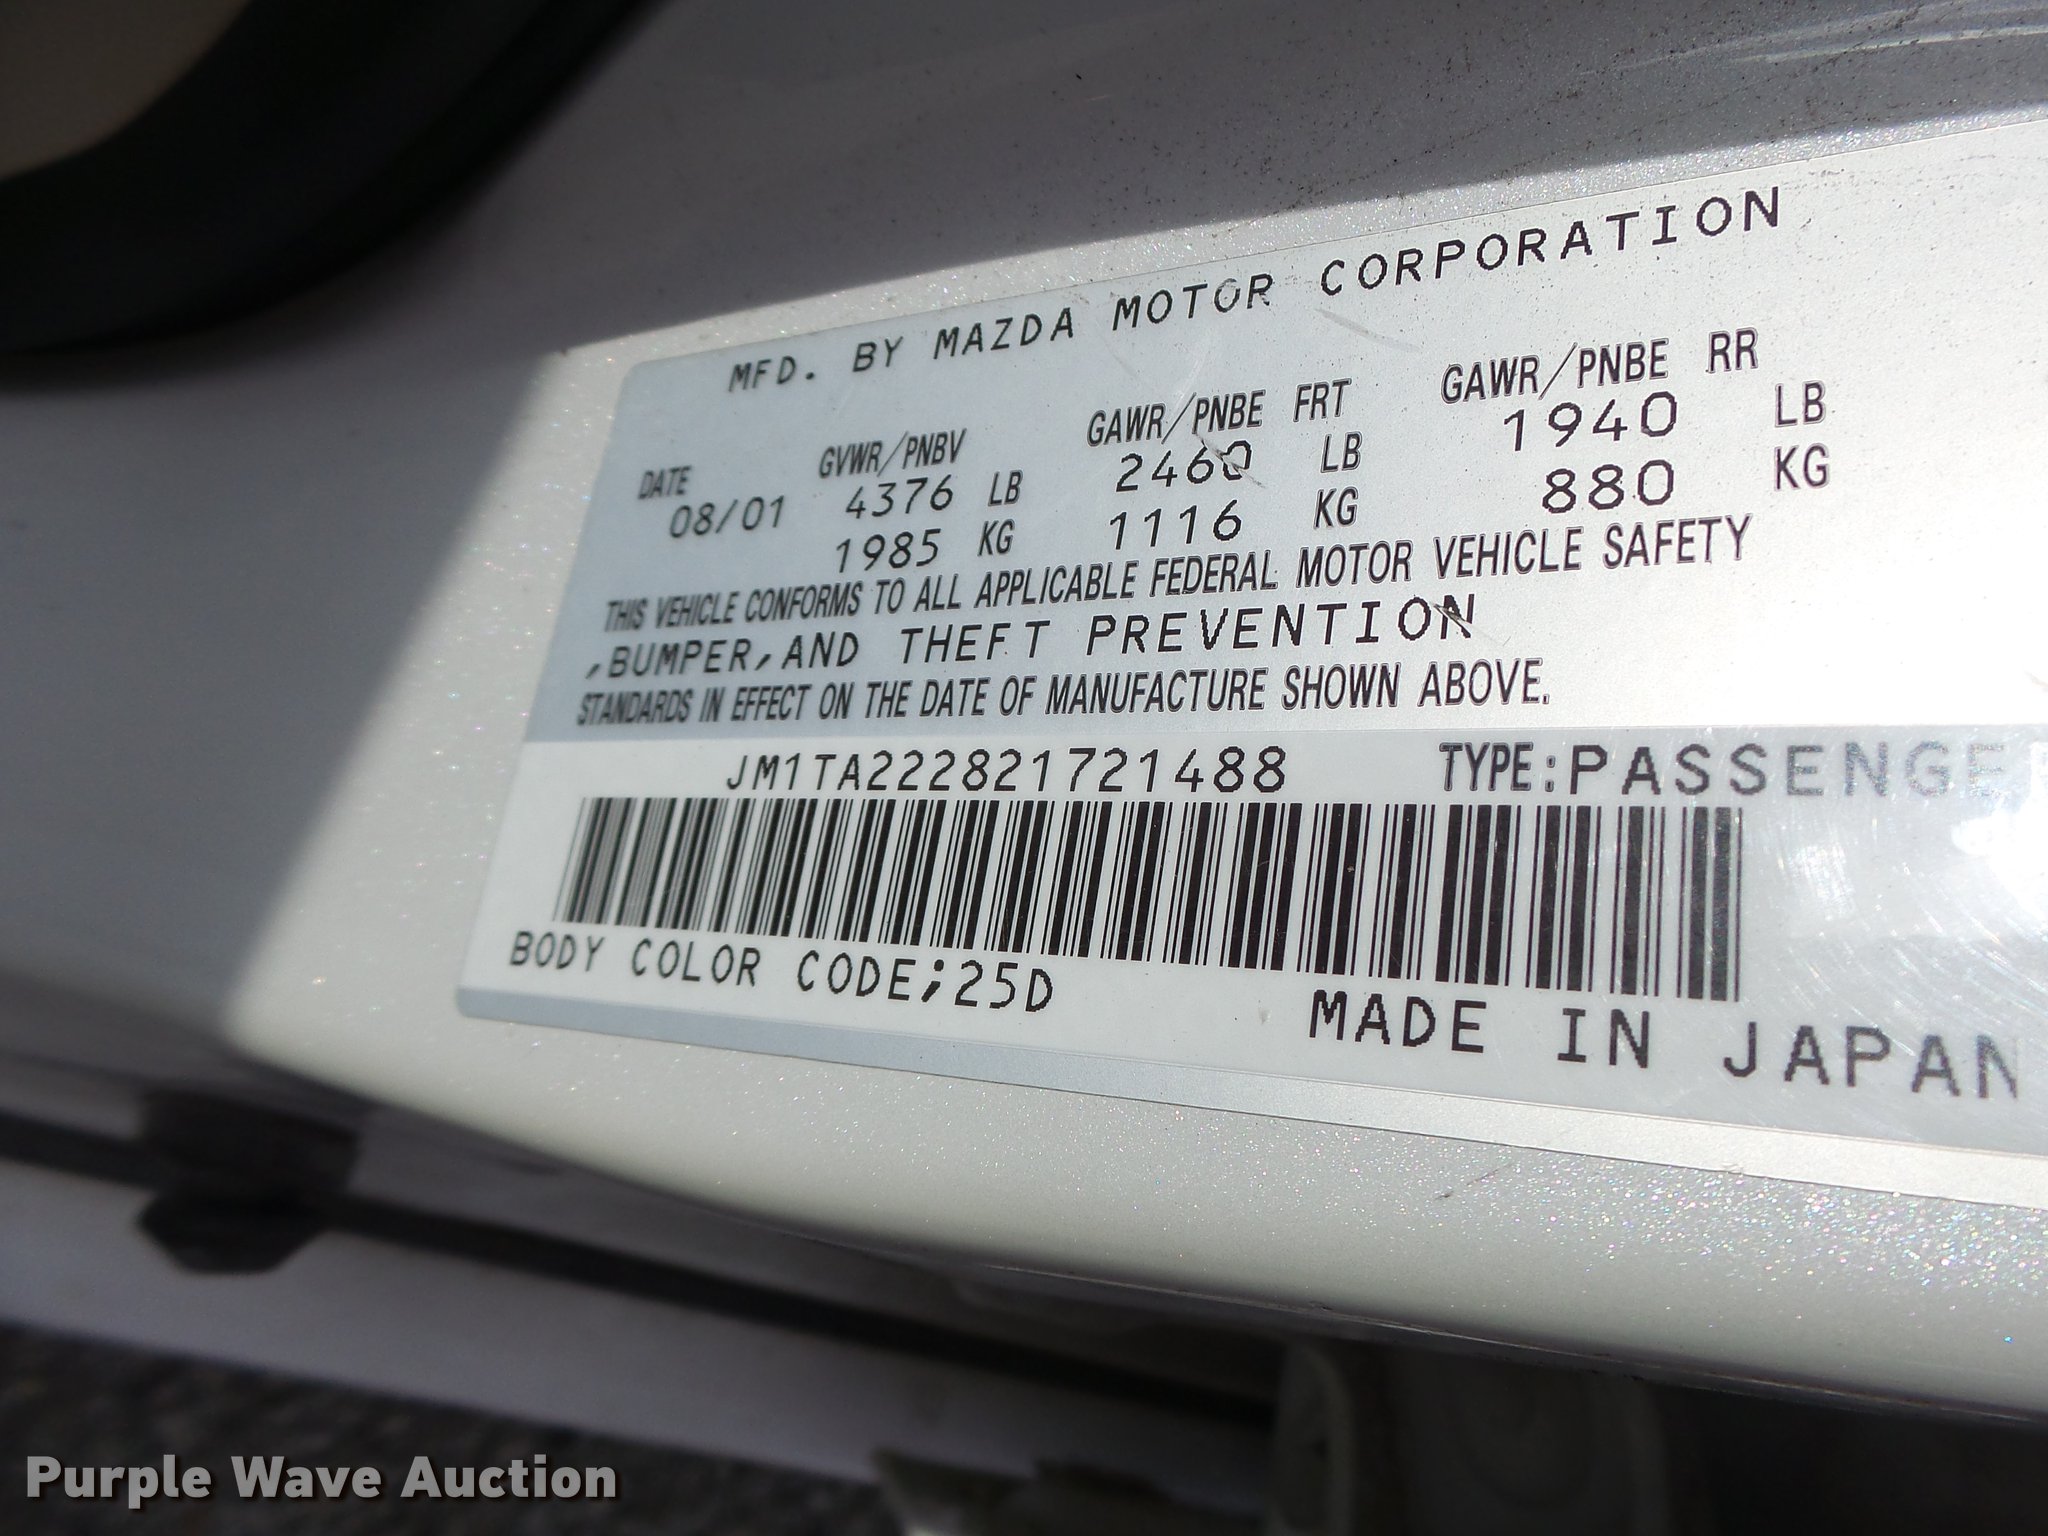 MFD. BY MAZDA MOTOR CORPORATION
DATE GVWR/PNBV GAWR/PNBE FRT GAWR/PNBE RR
08/01 4376 LB 2460 LB 1940 LB
1985 KG 1116 KG 880 KG
THIS VEHICLE CONFORMS TO ALL APPLICABLE FEDERAL MOTOR VEHICLE SAFETY
,BUMPER,AND THEFT PREVENTION
STANDARDS IN EFFECT ON THE DATE OF MANUFACTURE SHOWN ABOVE.
JM1TA222821721488 TYPE:PASSENGER
BODY COLOR CODE;25D
MADE IN JAPAN
Purple Wave Auction